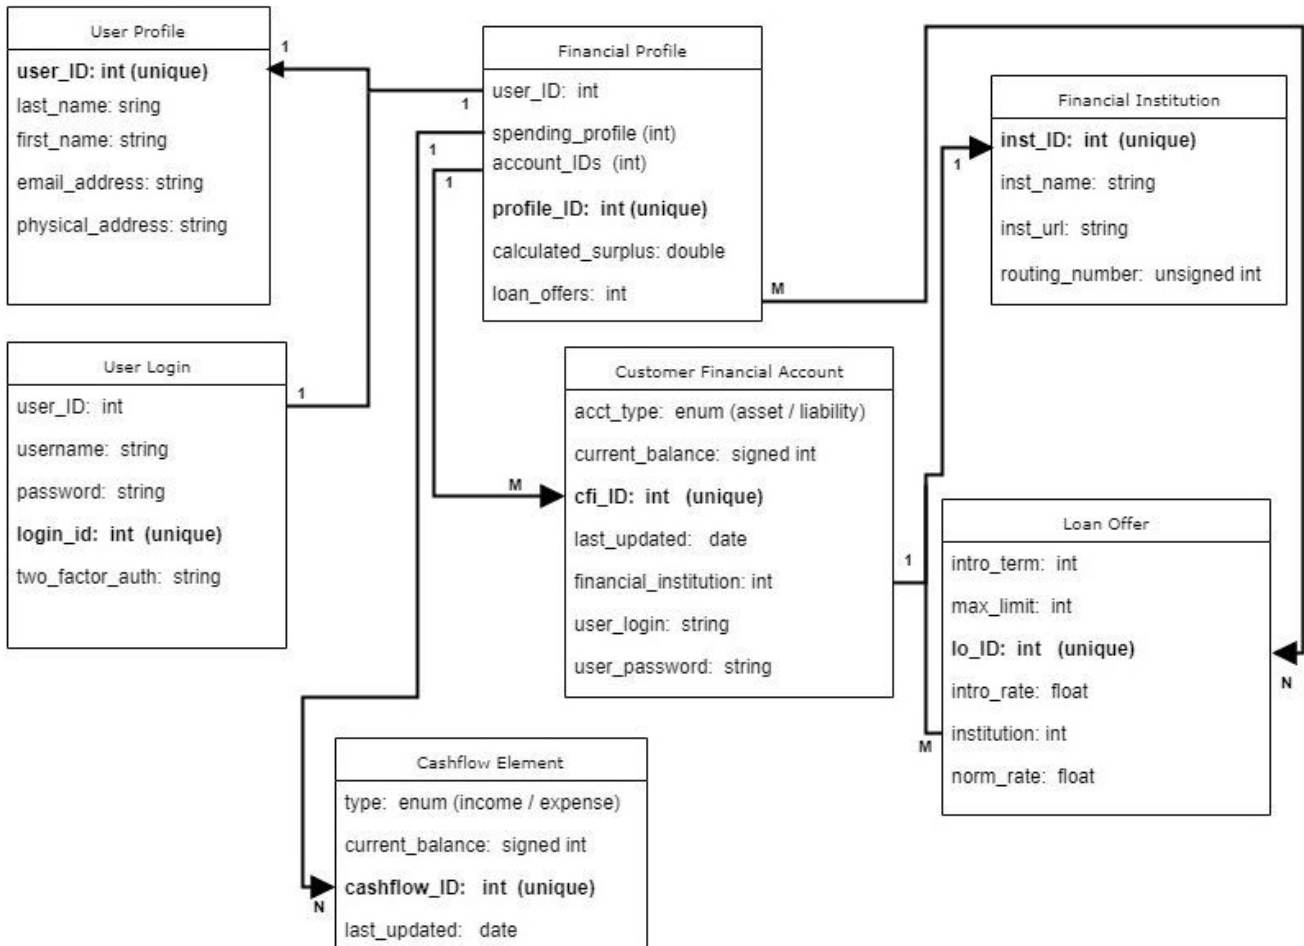 User Profile
user_ID: int (unique)
last_name: sring
first_name: string
email_address: string
physical_address: string
1
Financial Profile
user_ID: int
1
spending_profile (int)
1
account_IDs (int)
1
profile_ID: int (unique)
calculated_surplus: double
loan_offers: int
M
Financial Institution
inst_ID: int (unique)
1
inst_name: string
inst_url: string
routing_number: unsigned int
User Login
user_ID: int
1
username: string
password: string
login_id: int (unique)
two_factor_auth: string
Customer Financial Account
acct_type: enum (asset / liability)
current_balance: signed int
M
cfi_ID: int (unique)
last_updated: date
financial_institution: int
1
user_login: string
user_password: string
Loan Offer
intro_term: int
max_limit: int
lo_ID: int (unique)
N
intro_rate: float
institution: int
M
norm_rate: float
Cashflow Element
type: enum (income / expense)
current_balance: signed int
cashflow_ID: int (unique)
N
last_updated: date